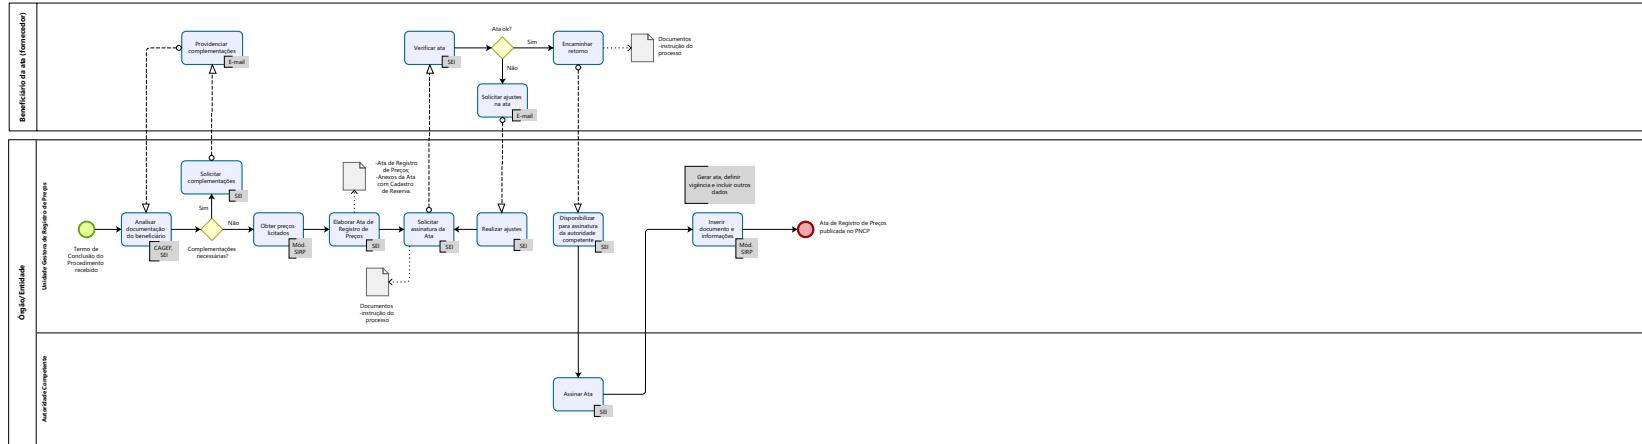 Beneficiário da ata (fornecedor)
Providenciar
complementações
E-mail
Verificar ata
SEI
Ata ok?
Sim
Não
Encaminhar
retorno
Documentos
-instrução do
processo
Solicitar ajustes
na ata
E-mail
Órgão/Entidade
Unidade Gestora de Registro de Preços
Solicitar
complementações
SEI
Sim
Não
Termo de
Conclusão do
Procedimento
recebido
Analisar
documentação
do beneficiário
CAGEF,
SEI
Complementações
necessárias?
Obter preços
licitados
Mód.
SIRP
-Ata de Registro
de Preços;
-Anexos da Ata
com Cadastro
de Reserva.
Elaborar Ata de
Registro de
Preços
SEI
Solicitar
assinatura da
Ata
SEI
Documentos
-instrução do
processo
Realizar ajustes
SEI
Disponibilizar
para assinatura
da autoridade
competente
SEI
Gerar ata, definir
vigência e incluir outros
dados
Inserir
documento e
informações
Mód.
SIRP
Ata de Registro de Preços
publicada no PNCP
Autoridade Competente
Assinar Ata
SEI